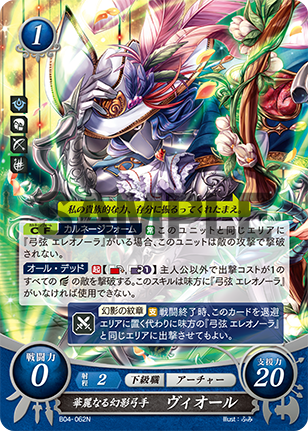 1
私の貴族的な力、存分に振るってくれたまえ。
CF カルネージフォーム 常 このユニットと同じエリアに
『弓弦 エレオノーラ』がいる場合、このユニットは敵の攻撃で撃破
されない。
オール・デッド 起【 1】主人公以外で出撃コストが1の
すべての の敵を撃破する。このスキルは味方に『弓弦 エレオノーラ』
がいなければ使用できない。
幻影の紋章 支 戦闘終了時、このカードを退避
エリアに置く代わりに味方の『弓弦 エレオノーラ』
と同じエリアに出撃させてもよい。
戦闘力
0
射程 2 下級職 アーチャー
支援力
20
華麗なる幻影弓手 ヴィオール
B04-062N
Illust:ふみ